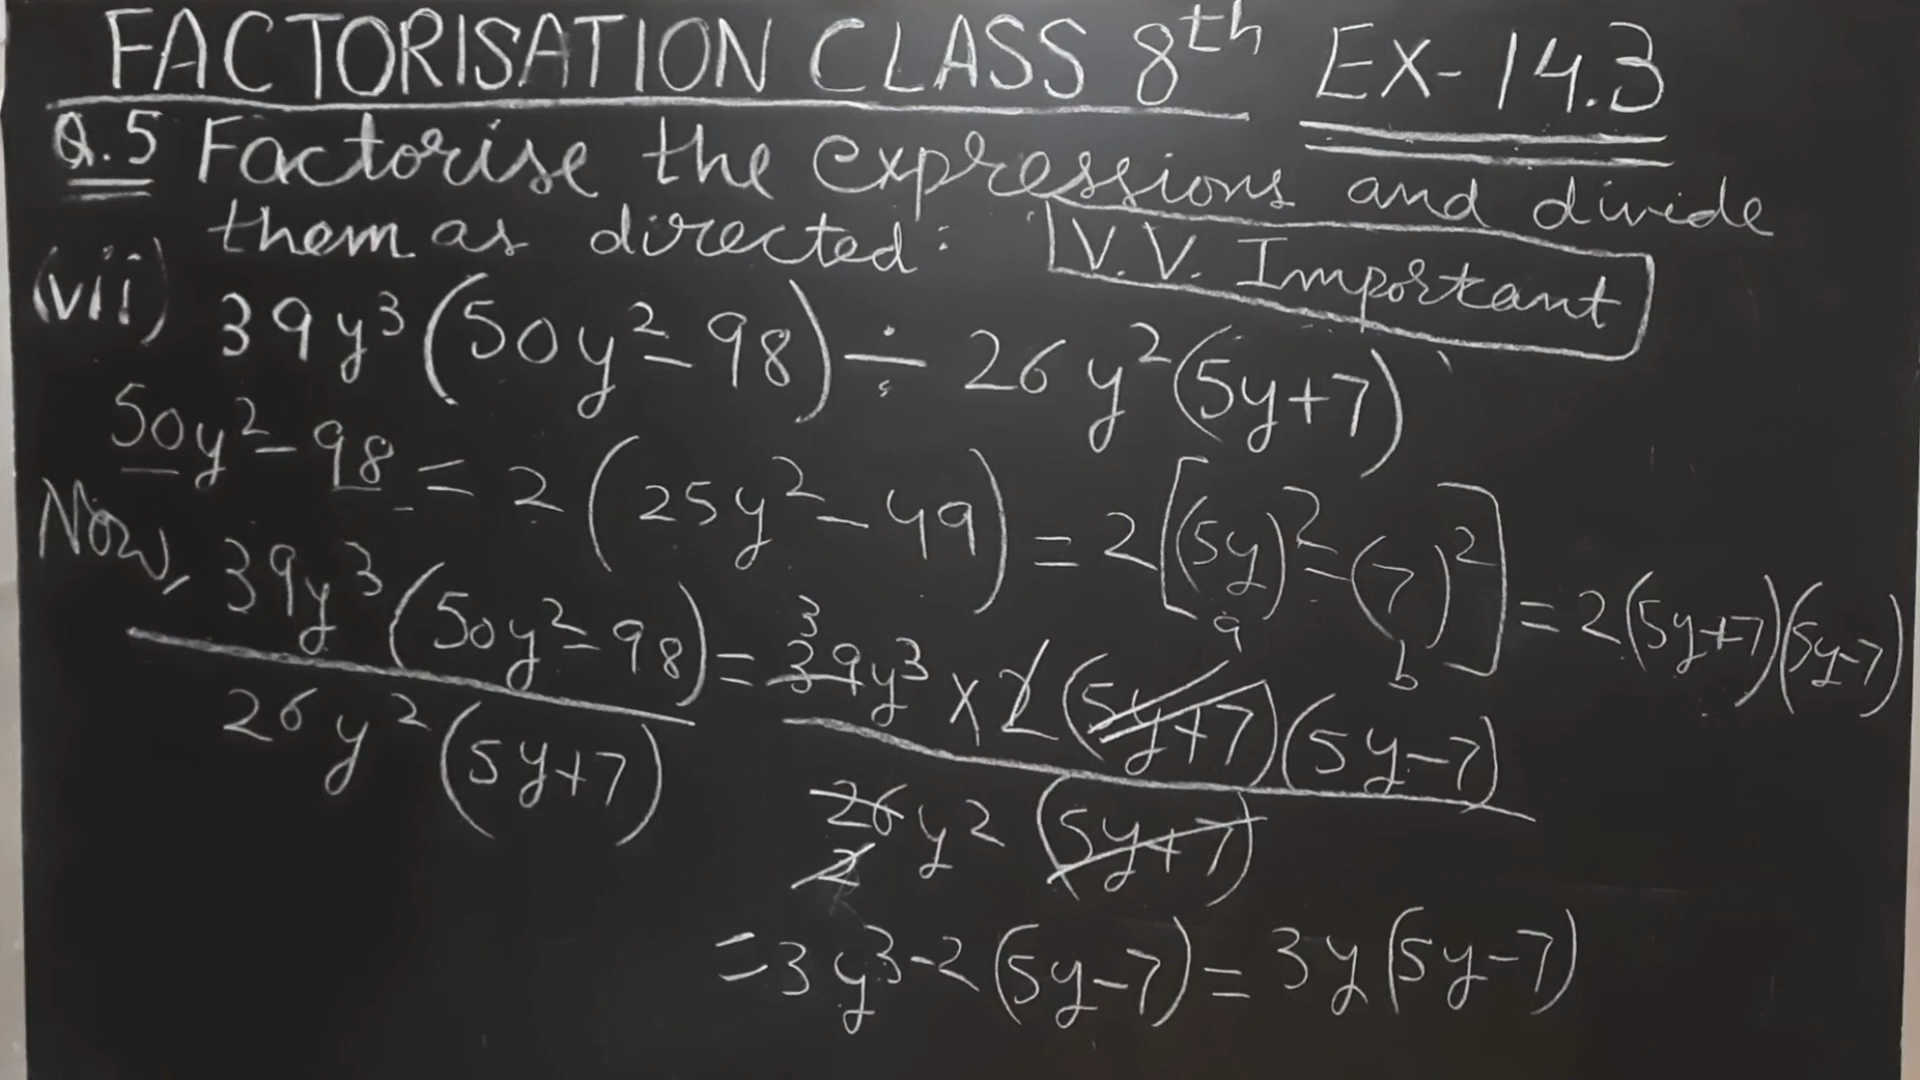 FACTORISATION CLASS 8th EX-14.3
Q.5 Factorise the expressions and divide
them as directed: V.V. Important
(vii) 39y³(50y²-98)÷26y²(5y+7)
50y²-98 = 2(25y²-49) = 2[(5y)²-(7)²] = 2(5y+7)(5y-7)
a b
Now, 39y³(50y²-98) = 3 39y³×2(5y+7)(5y-7)
26y²(5y+7) 26y²(5y+7)
2
=3y³-²(5y-7) = 3y(5y-7)